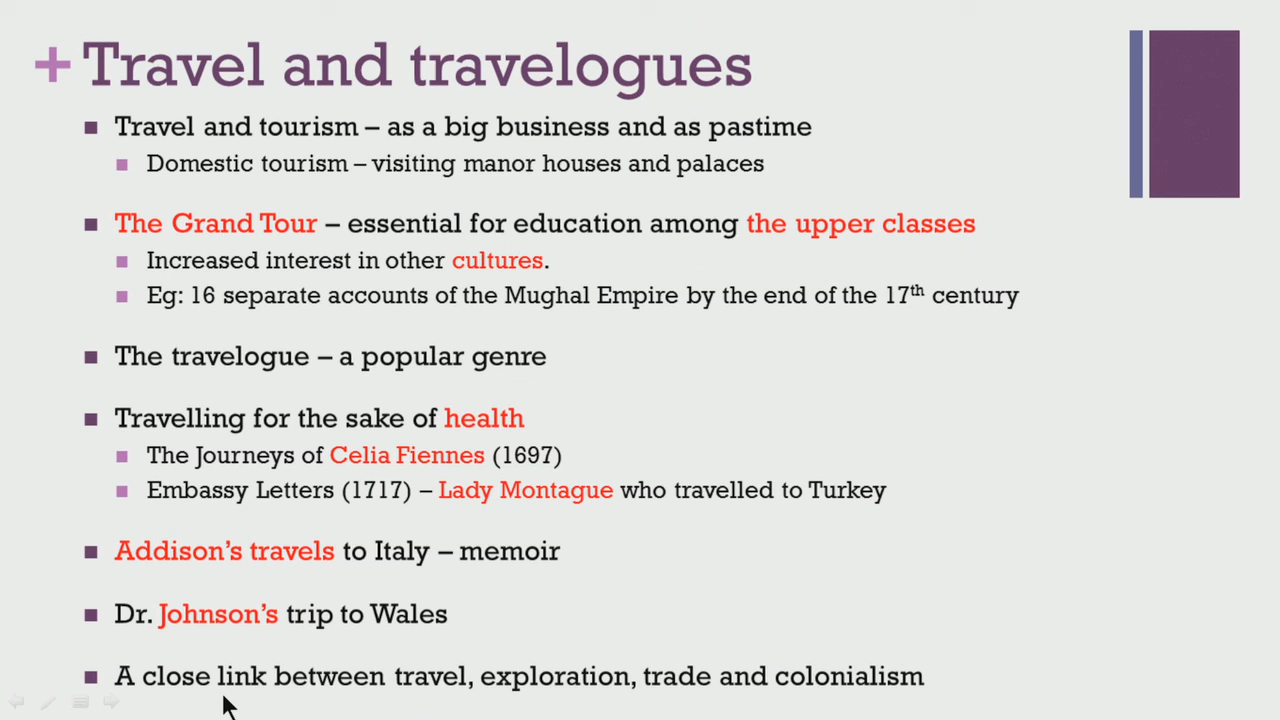 + Travel and travelogues
Travel and tourism – as a big business and as pastime
Domestic tourism – visiting manor houses and palaces
The Grand Tour – essential for education among the upper classes
Increased interest in other cultures.
Eg: 16 separate accounts of the Mughal Empire by the end of the 17th century
The travelogue – a popular genre
Travelling for the sake of health
The Journeys of Celia Fiennes (1697)
Embassy Letters (1717) – Lady Montague who travelled to Turkey
Addison's travels to Italy – memoir
Dr. Johnson's trip to Wales
A close link between travel, exploration, trade and colonialism